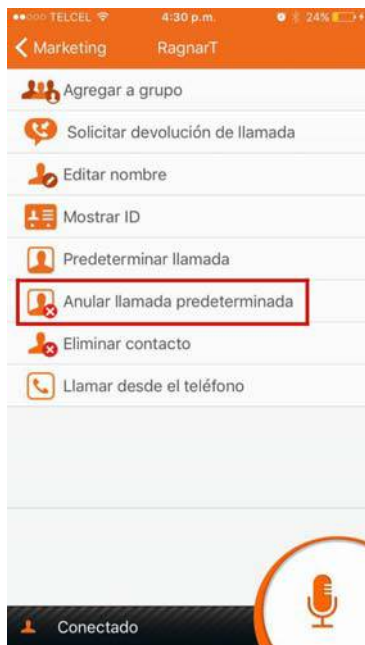 TELCEL 4:30 p.m. 24%
Marketing RagnarT
Agregar a grupo
Solicitar devolución de llamada
Editar nombre
Mostrar ID
Predeterminar llamada
Anular llamada predeterminada
Eliminar contacto
Llamar desde el teléfono
Conectado